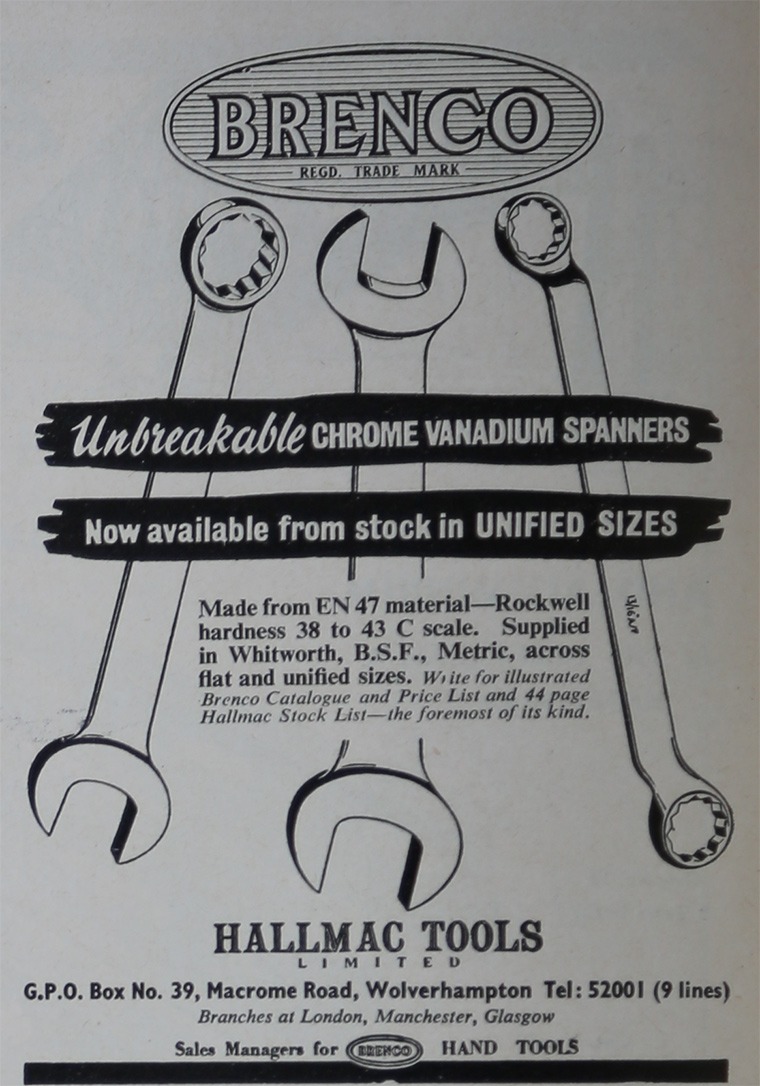 BRENCO
REGD. TRADE MARK
Unbreakable CHROME VANADIUM SPANNERS
Now available from stock in UNIFIED SIZES
Made from EN 47 material—Rockwell
hardness 38 to 43 C scale. Supplied
in Whitworth, B.S.F., Metric, across
flat and unified sizes. Write for illustrated
Brenco Catalogue and Price List and 44 page
Hallmac Stock List—the foremost of its kind.
HALLMAC TOOLS
LIMITED
G.P.O. Box No. 39, Macrome Road, Wolverhampton Tel: 52001 (9 lines)
Branches at London, Manchester, Glasgow
Sales Managers for BRENCO HAND TOOLS